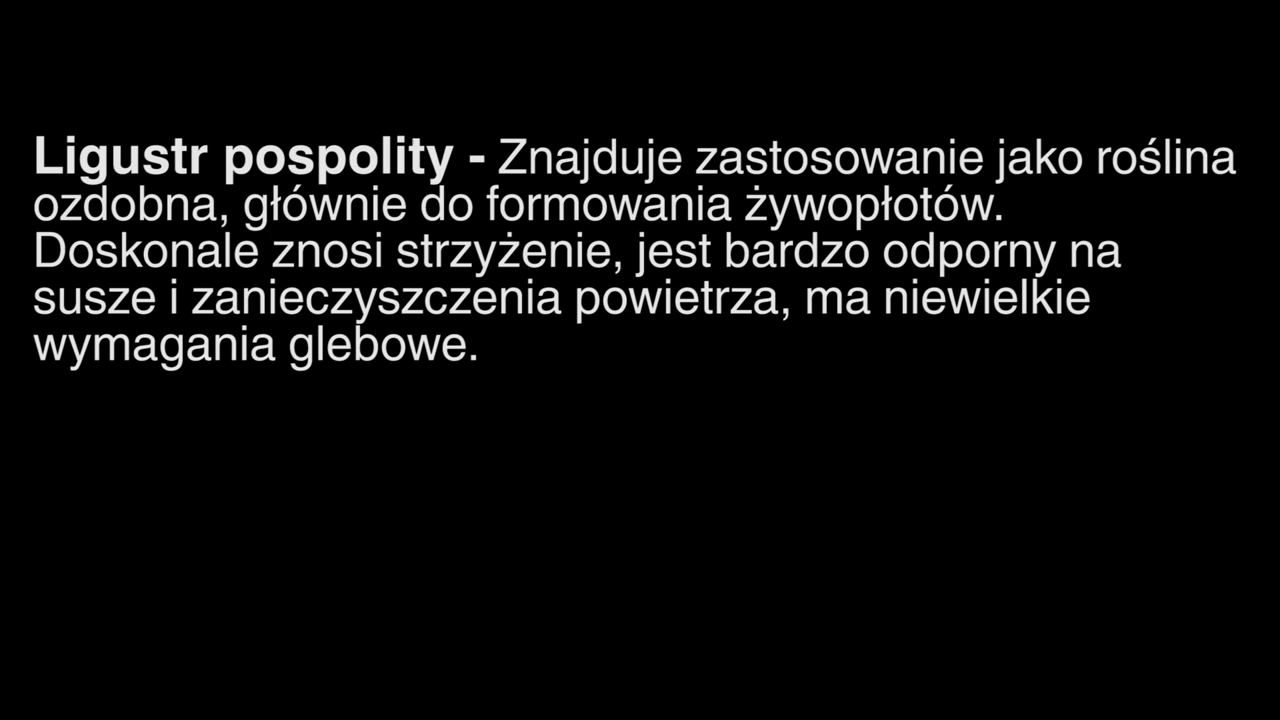 Ligustr pospolity - Znajduje zastosowanie jako roślina
ozdobna, głównie do formowania żywopłotów.
Doskonale znosi strzyżenie, jest bardzo odporny na
susze i zanieczyszczenia powietrza, ma niewielkie
wymagania glebowe.